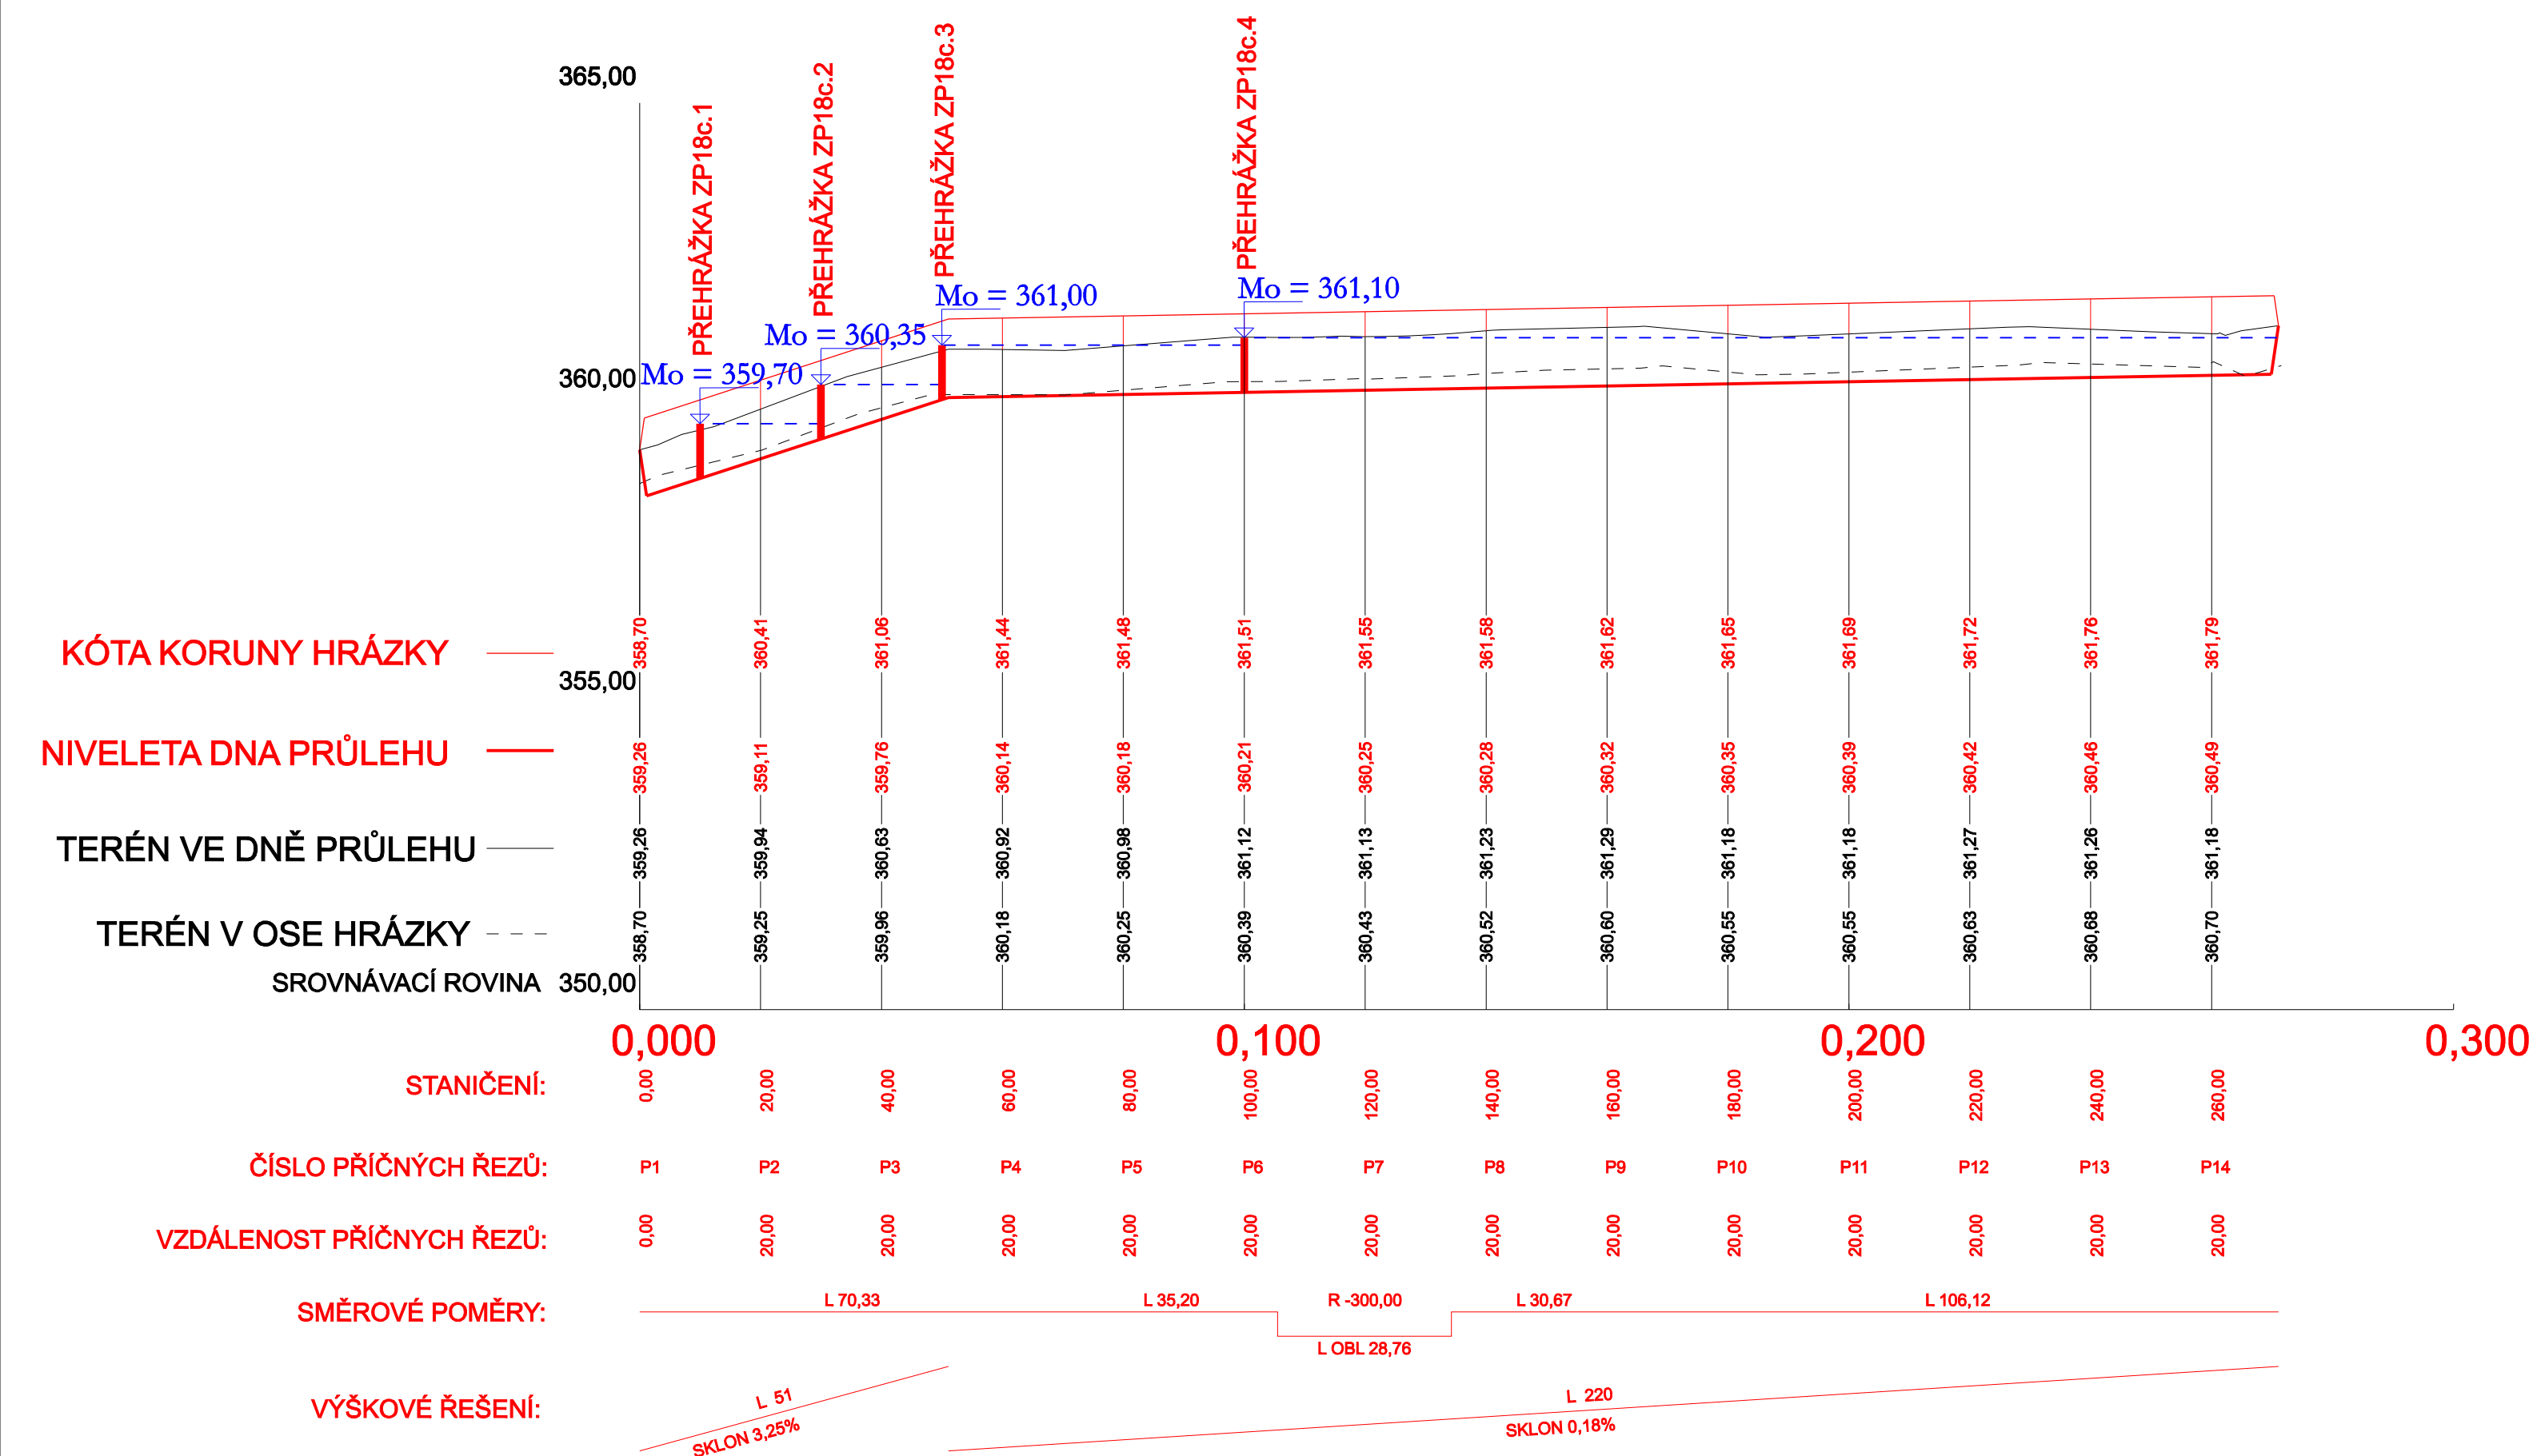 PŘEHRÁŽKA ZP18c.1
PŘEHRÁŽKA ZP18c.2
PŘEHRÁŽKA ZP18c.3
PŘEHRÁŽKA ZP18c.4
365,00
Mo = 361,00
Mo = 361,10
Mo = 360,35
360,00
Mo = 359,70
KÓTA KORUNY HRÁZKY 358,70 360,41 361,06 361,44 361,48 361,51 361,55 361,58 361,62 361,65 361,69 361,72 361,76 361,79
355,00
NIVELETA DNA PRŮLEHU 359,26 359,11 359,76 360,14 360,18 360,21 360,25 360,28 360,32 360,35 360,39 360,42 360,46 360,49
TERÉN VE DNĚ PRŮLEHU 359,26 359,94 360,63 360,92 360,98 361,12 361,13 361,23 361,29 361,18 361,18 361,27 361,26 361,18
TERÉN V OSE HRÁZKY 358,70 359,25 359,96 360,18 360,25 360,39 360,43 360,52 360,60 360,55 360,55 360,63 360,68 360,70
SROVNÁVACÍ ROVINA 350,00
0,000 0,100 0,200 0,300
STANIČENÍ: 0,00 20,00 40,00 60,00 80,00 100,00 120,00 140,00 160,00 180,00 200,00 220,00 240,00 260,00
ČÍSLO PŘÍČNÝCH ŘEZŮ: P1 P2 P3 P4 P5 P6 P7 P8 P9 P10 P11 P12 P13 P14
VZDÁLENOST PŘÍČNYCH ŘEZŮ: 0,00 20,00 20,00 20,00 20,00 20,00 20,00 20,00 20,00 20,00 20,00 20,00 20,00 20,00
SMĚROVÉ POMĚRY: L 70,33 L 35,20 R -300,00 L 30,67 L 106,12
L OBL 28,76
VÝŠKOVÉ ŘEŠENÍ: L 51 L 220
SKLON 3,25% SKLON 0,18%